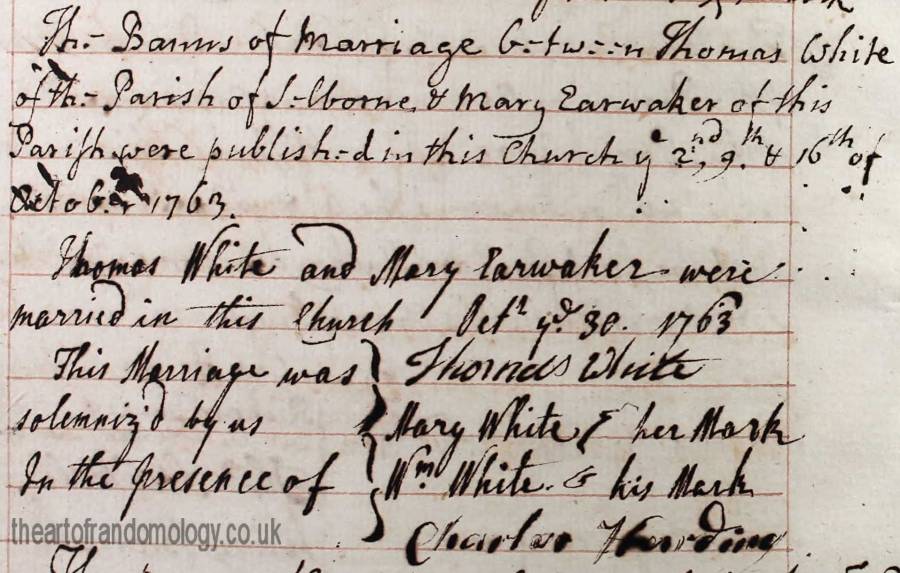 The Banns of Marriage between Thomas White
of the Parish of Selborne, & Mary Earwaker of this
Parish were published in this Church ye 2nd, 9.th & 16th of
October 1763.
Thomas White and Mary Earwaker were
married in this Church Octr ye 30. 1763
This Marriage was } Thomas White
solemniz'd by us } Mary White her Mark
In the presence of } Wm White his Mark
Charles Harding
theartofrandomology.co.uk